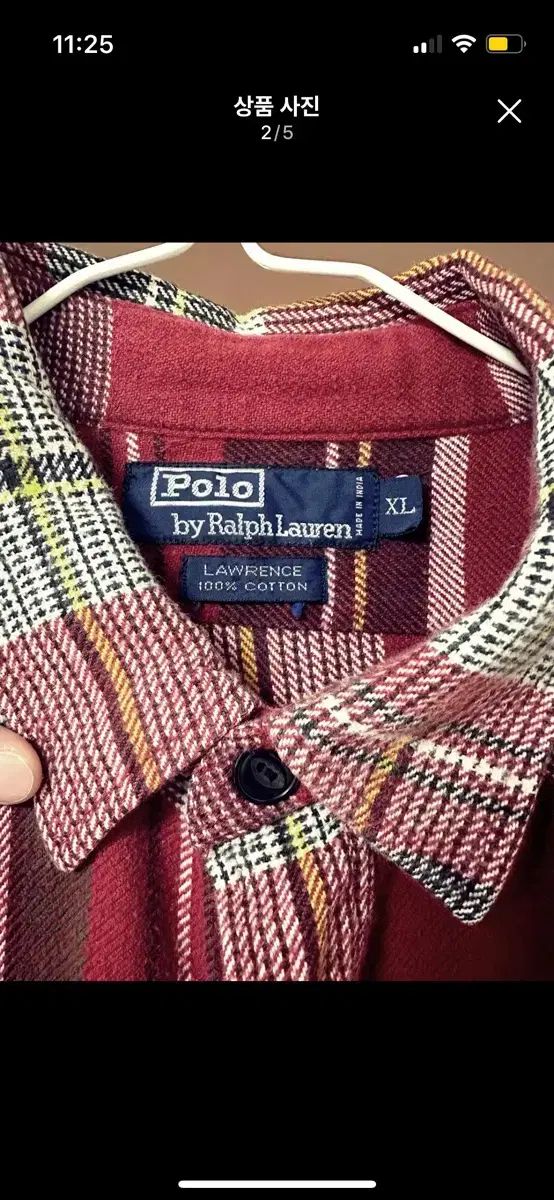 11:25
상품 사진
2/5
Polo
by Ralph Lauren
MADE IN INDIA
XL
LAWRENCE
100% COTTON